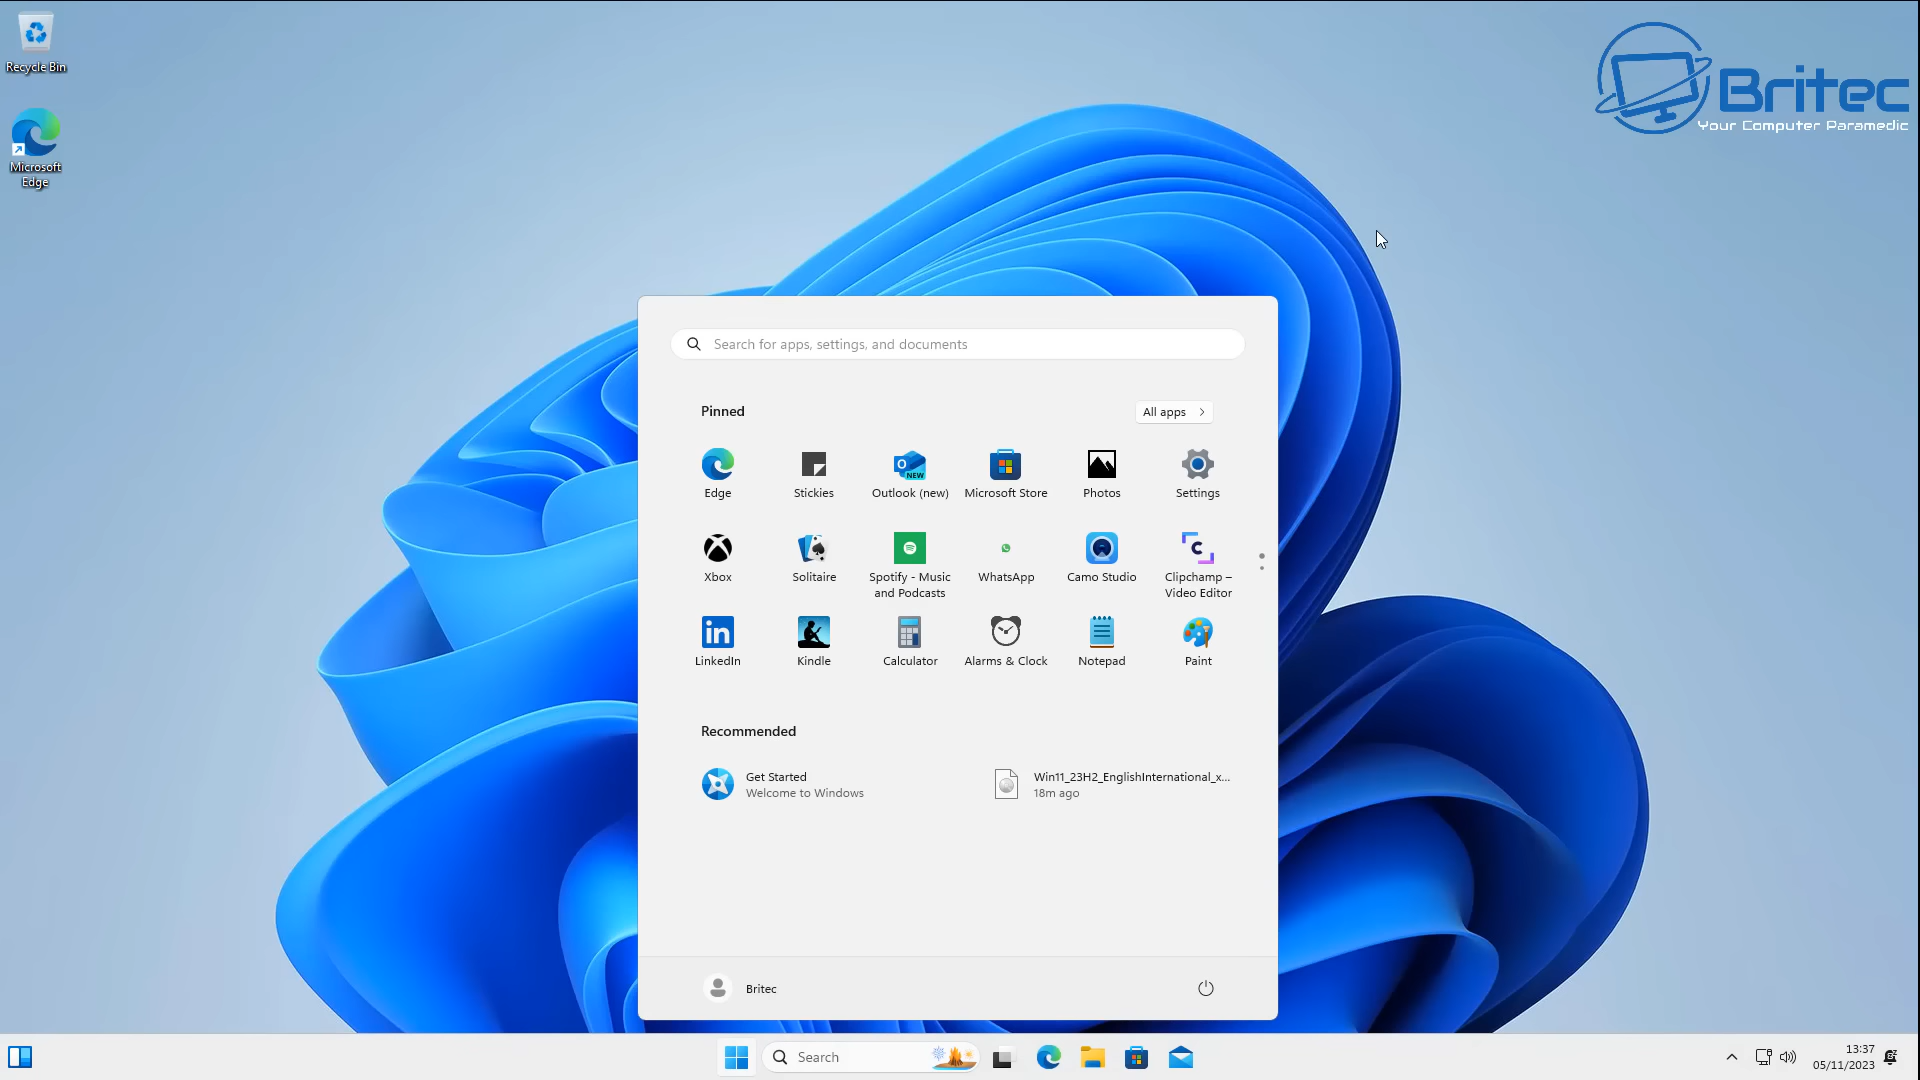 Recycle Bin
Microsoft
Edge
Britec
Your Computer Paramedic
Search for apps, settings, and documents
Pinned
All apps
Edge
Stickies
Outlook (new)
Microsoft Store
Photos
Settings
Xbox
Solitaire
Spotify - Music
and Podcasts
WhatsApp
Camo Studio
Clipchamp –
Video Editor
LinkedIn
Kindle
Calculator
Alarms & Clock
Notepad
Paint
Recommended
Get Started
Welcome to Windows
Win11_23H2_EnglishInternational_x...
18m ago
Britec
Search
13:37
05/11/2023